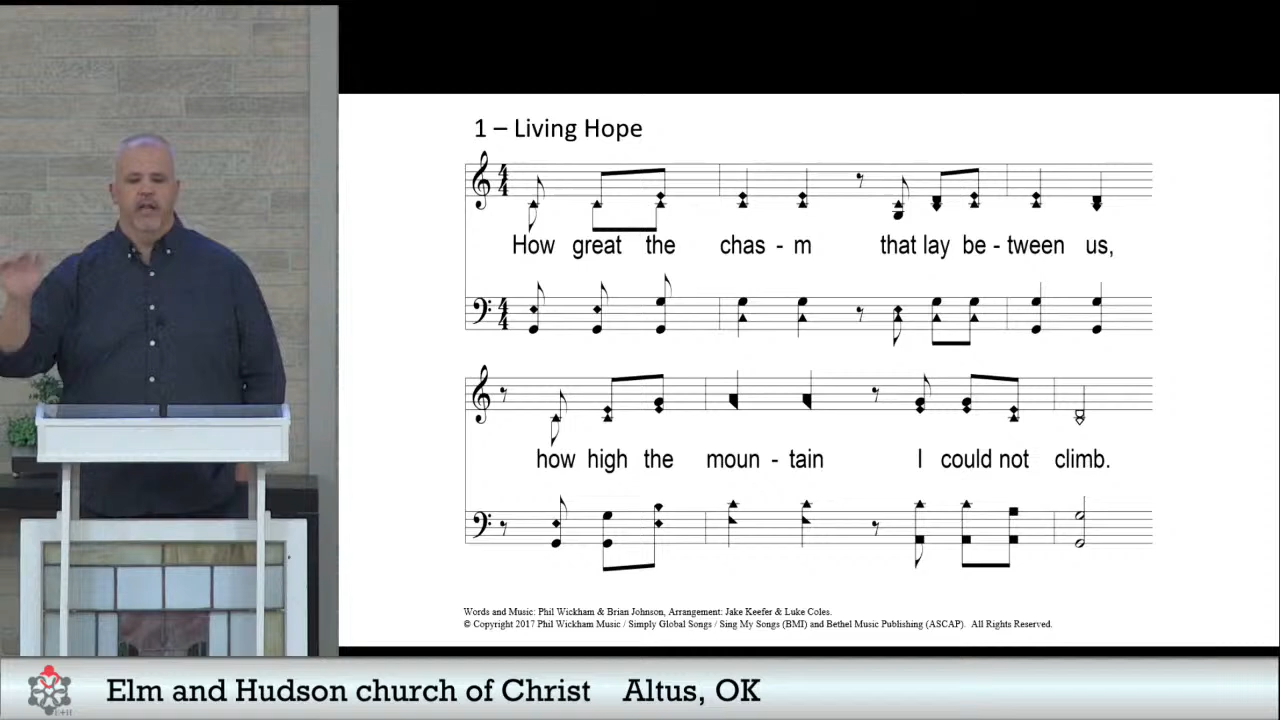 1 – Living Hope
How great the chas - m that lay be - tween us,
how high the moun - tain I could not climb.
Words and Music: Phil Wickham & Brian Johnson, Arrangement: Jake Keefer & Luke Coles.
© Copyright 2017 Phil Wickham Music / Simply Global Songs / Sing My Songs (BMI) and Bethel Music Publishing (ASCAP). All Rights Reserved.
E+H
Elm and Hudson church of Christ Altus, OK